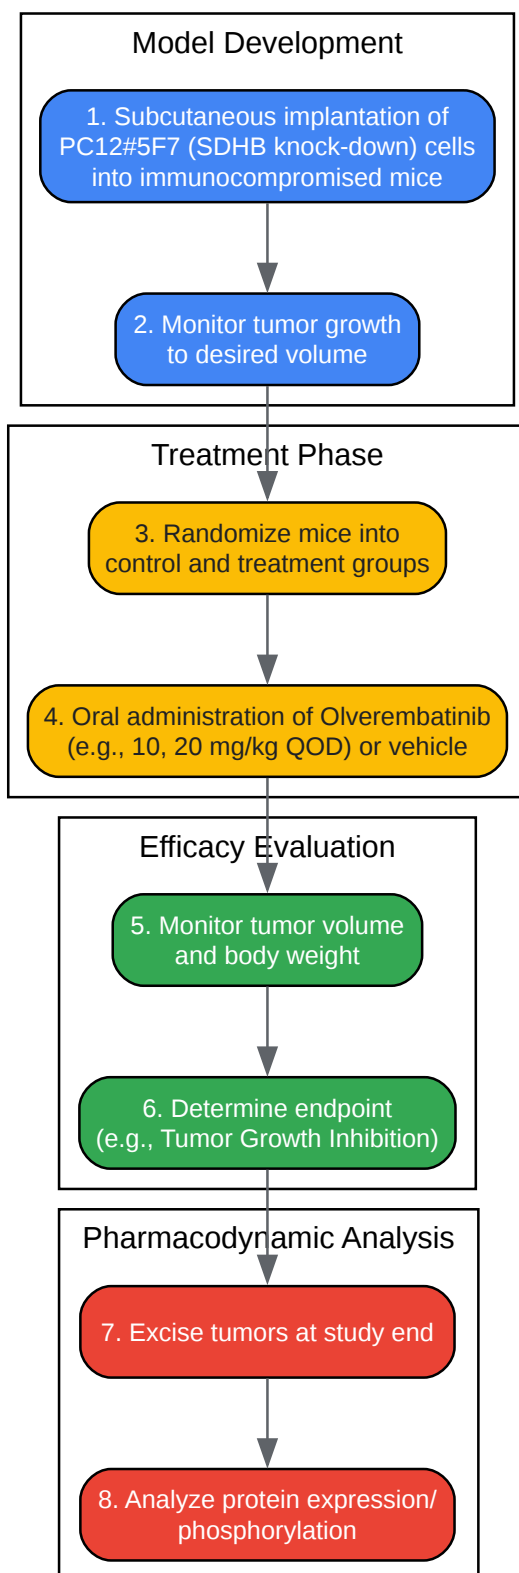 Model Development
1. Subcutaneous implantation of
PC12#5F7 (SDHB knock-down) cells
into immunocompromised mice
2. Monitor tumor growth
to desired volume
Treatment Phase
3. Randomize mice into
control and treatment groups
4. Oral administration of Olverembatinib
(e.g., 10, 20 mg/kg QOD) or vehicle
Efficacy Evaluation
5. Monitor tumor volume
and body weight
6. Determine endpoint
(e.g., Tumor Growth Inhibition)
Pharmacodynamic Analysis
7. Excise tumors at study end
8. Analyze protein expression/
phosphorylation